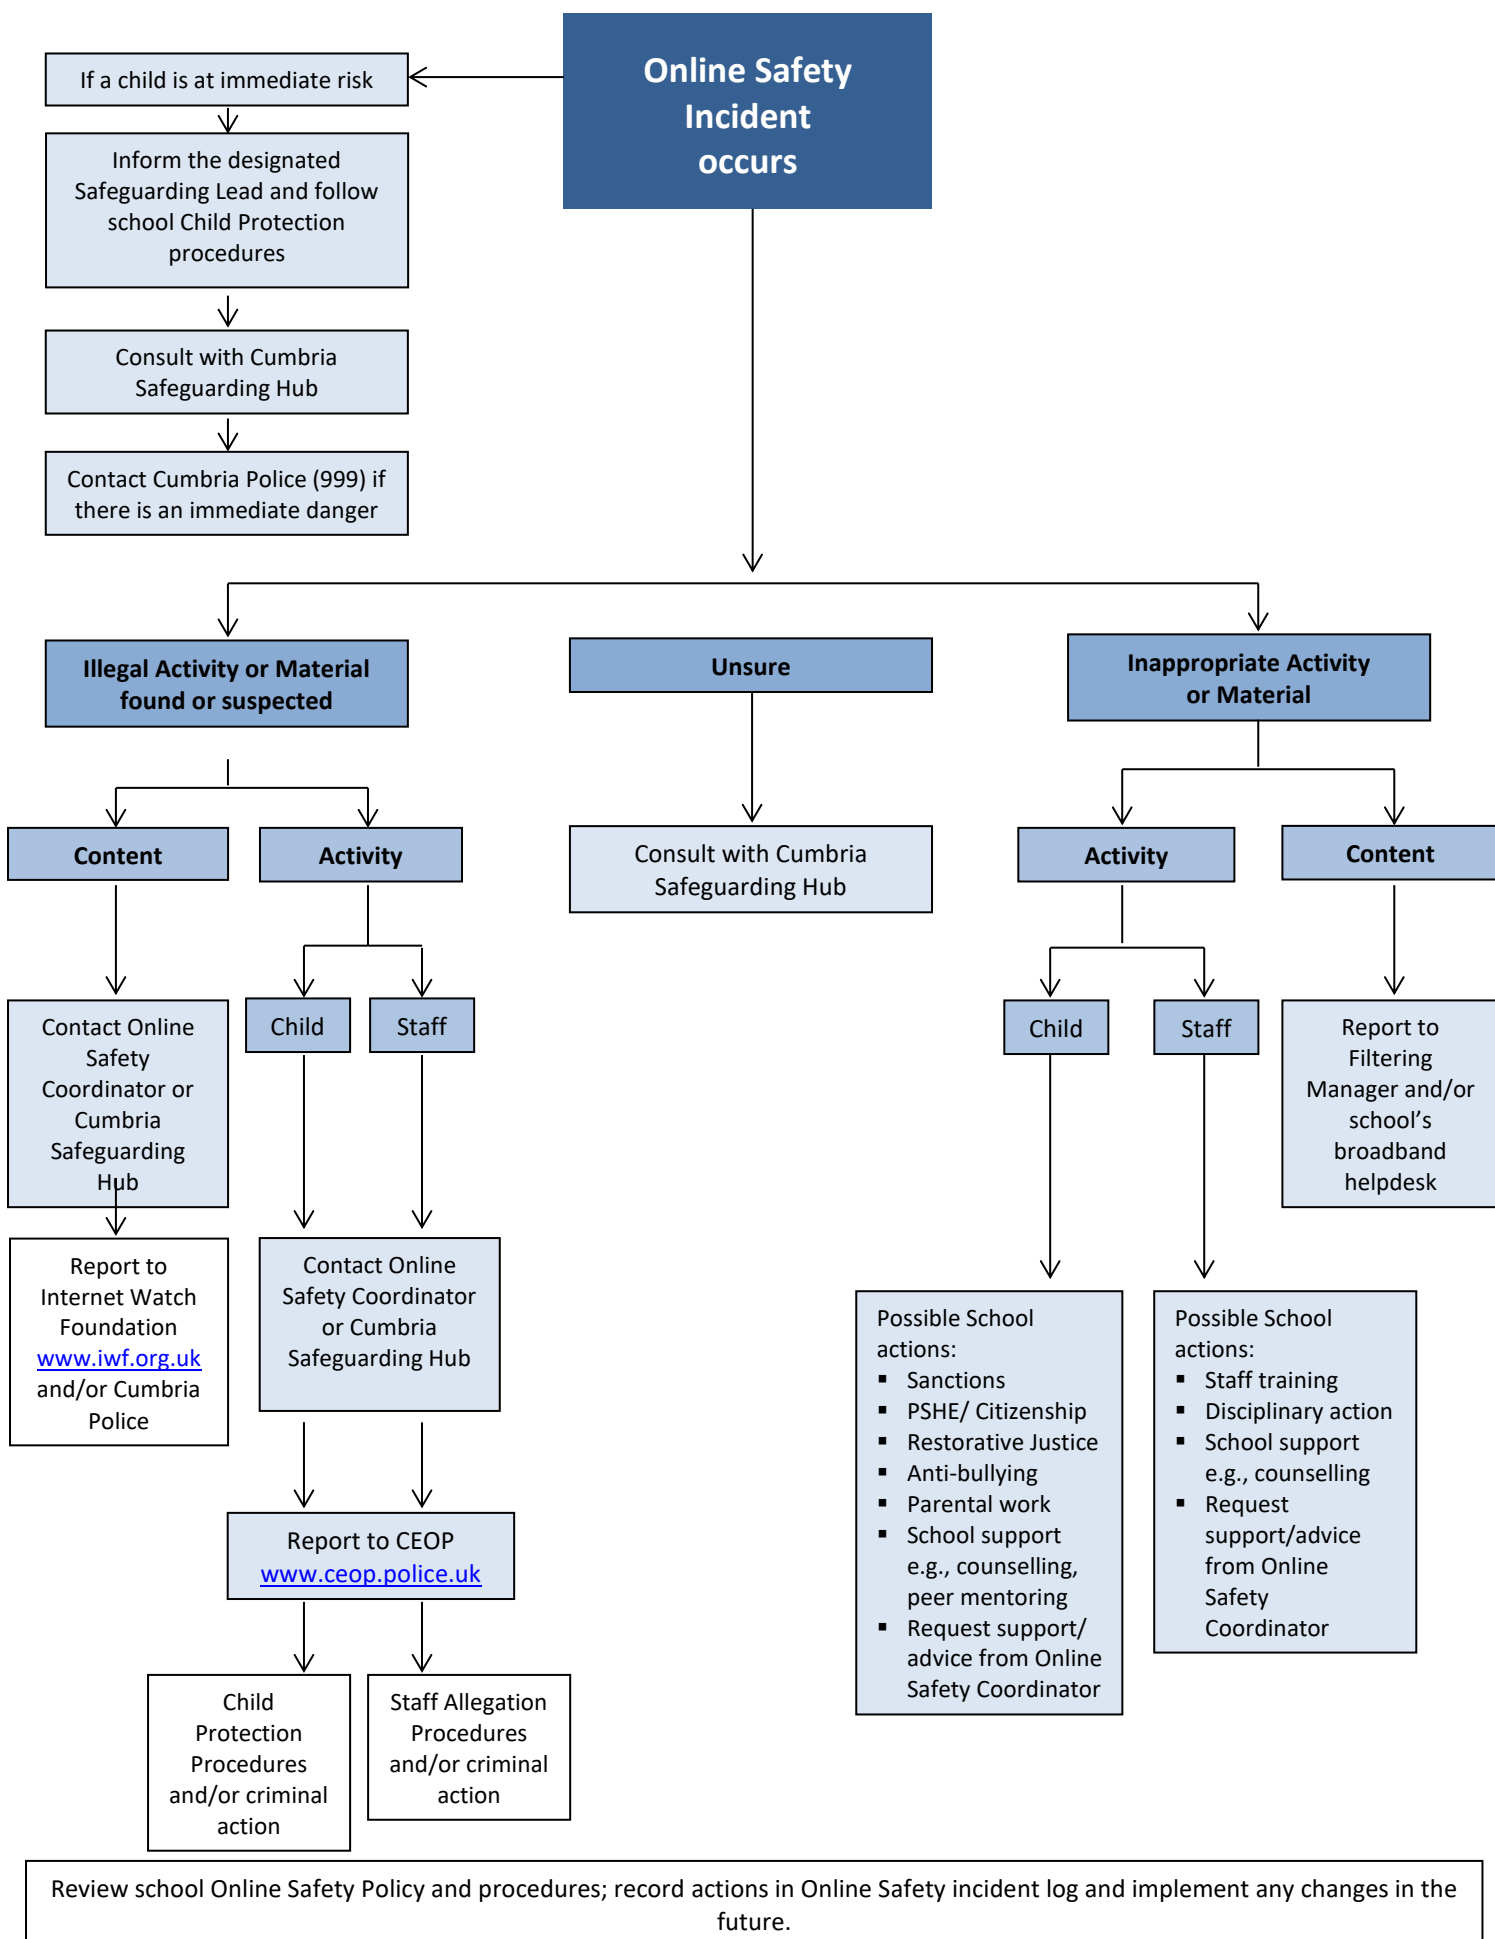 Online Safety
Incident
occurs
If a child is at immediate risk
Inform the designated
Safeguarding Lead and follow
school Child Protection
procedures
Consult with Cumbria
Safeguarding Hub
Contact Cumbria Police (999) if
there is an immediate danger
Illegal Activity or Material
found or suspected
Unsure
Inappropriate Activity
or Material
Content
Activity
Consult with Cumbria
Safeguarding Hub
Activity
Content
Contact Online
Safety
Coordinator or
Cumbria
Safeguarding
Hub
Child
Staff
Child
Staff
Report to
Filtering
Manager and/or
school’s
broadband
helpdesk
Report to
Internet Watch
Foundation
www.iwf.org.uk
and/or Cumbria
Police
Contact Online
Safety Coordinator
or Cumbria
Safeguarding Hub
Possible School
actions:
▪ Sanctions
▪ PSHE/ Citizenship
▪ Restorative Justice
▪ Anti-bullying
▪ Parental work
▪ School support
e.g., counselling,
peer mentoring
▪ Request support/
advice from Online
Safety Coordinator
Possible School
actions:
▪ Staff training
▪ Disciplinary action
▪ School support
e.g., counselling
▪ Request
support/advice
from Online
Safety
Coordinator
Report to CEOP
www.ceop.police.uk
Child
Protection
Procedures
and/or criminal
action
Staff Allegation
Procedures
and/or criminal
action
Review school Online Safety Policy and procedures; record actions in Online Safety incident log and implement any changes in the
future.